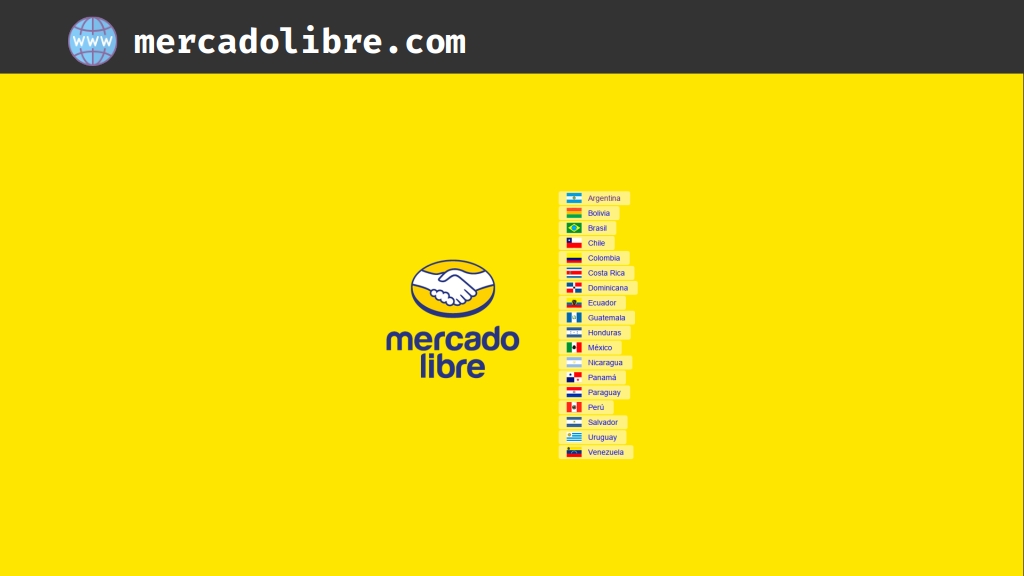 www mercadolibre.com
mercado
libre
Argentina
Bolivia
Brasil
Chile
Colombia
Costa Rica
Dominicana
Ecuador
Guatemala
Honduras
México
Nicaragua
Panamá
Paraguay
Perú
Salvador
Uruguay
Venezuela